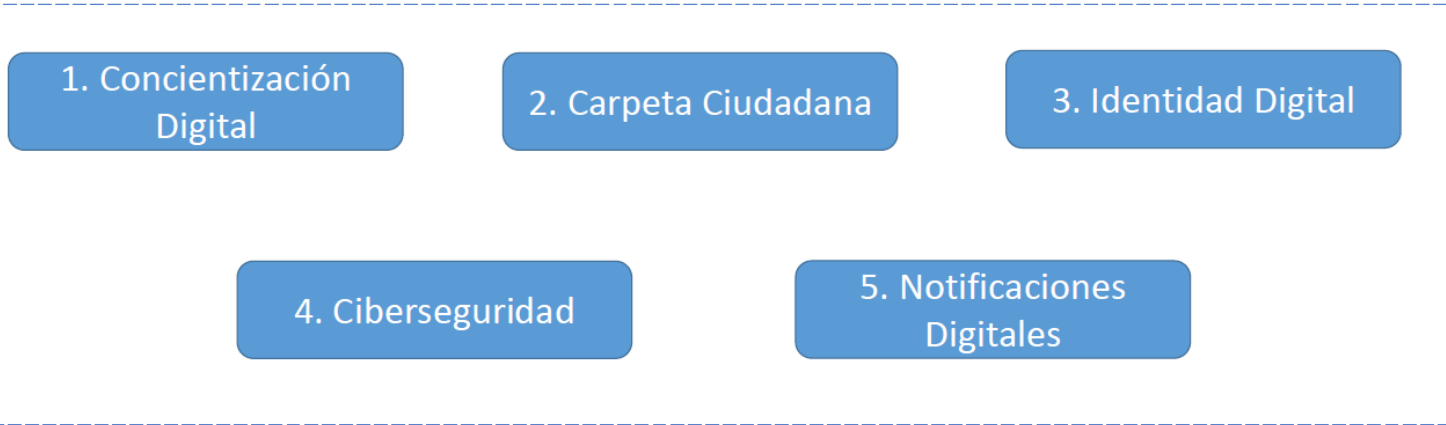 1. Concientización
Digital
2. Carpeta Ciudadana
3. Identidad Digital
4. Ciberseguridad
5. Notificaciones
Digitales